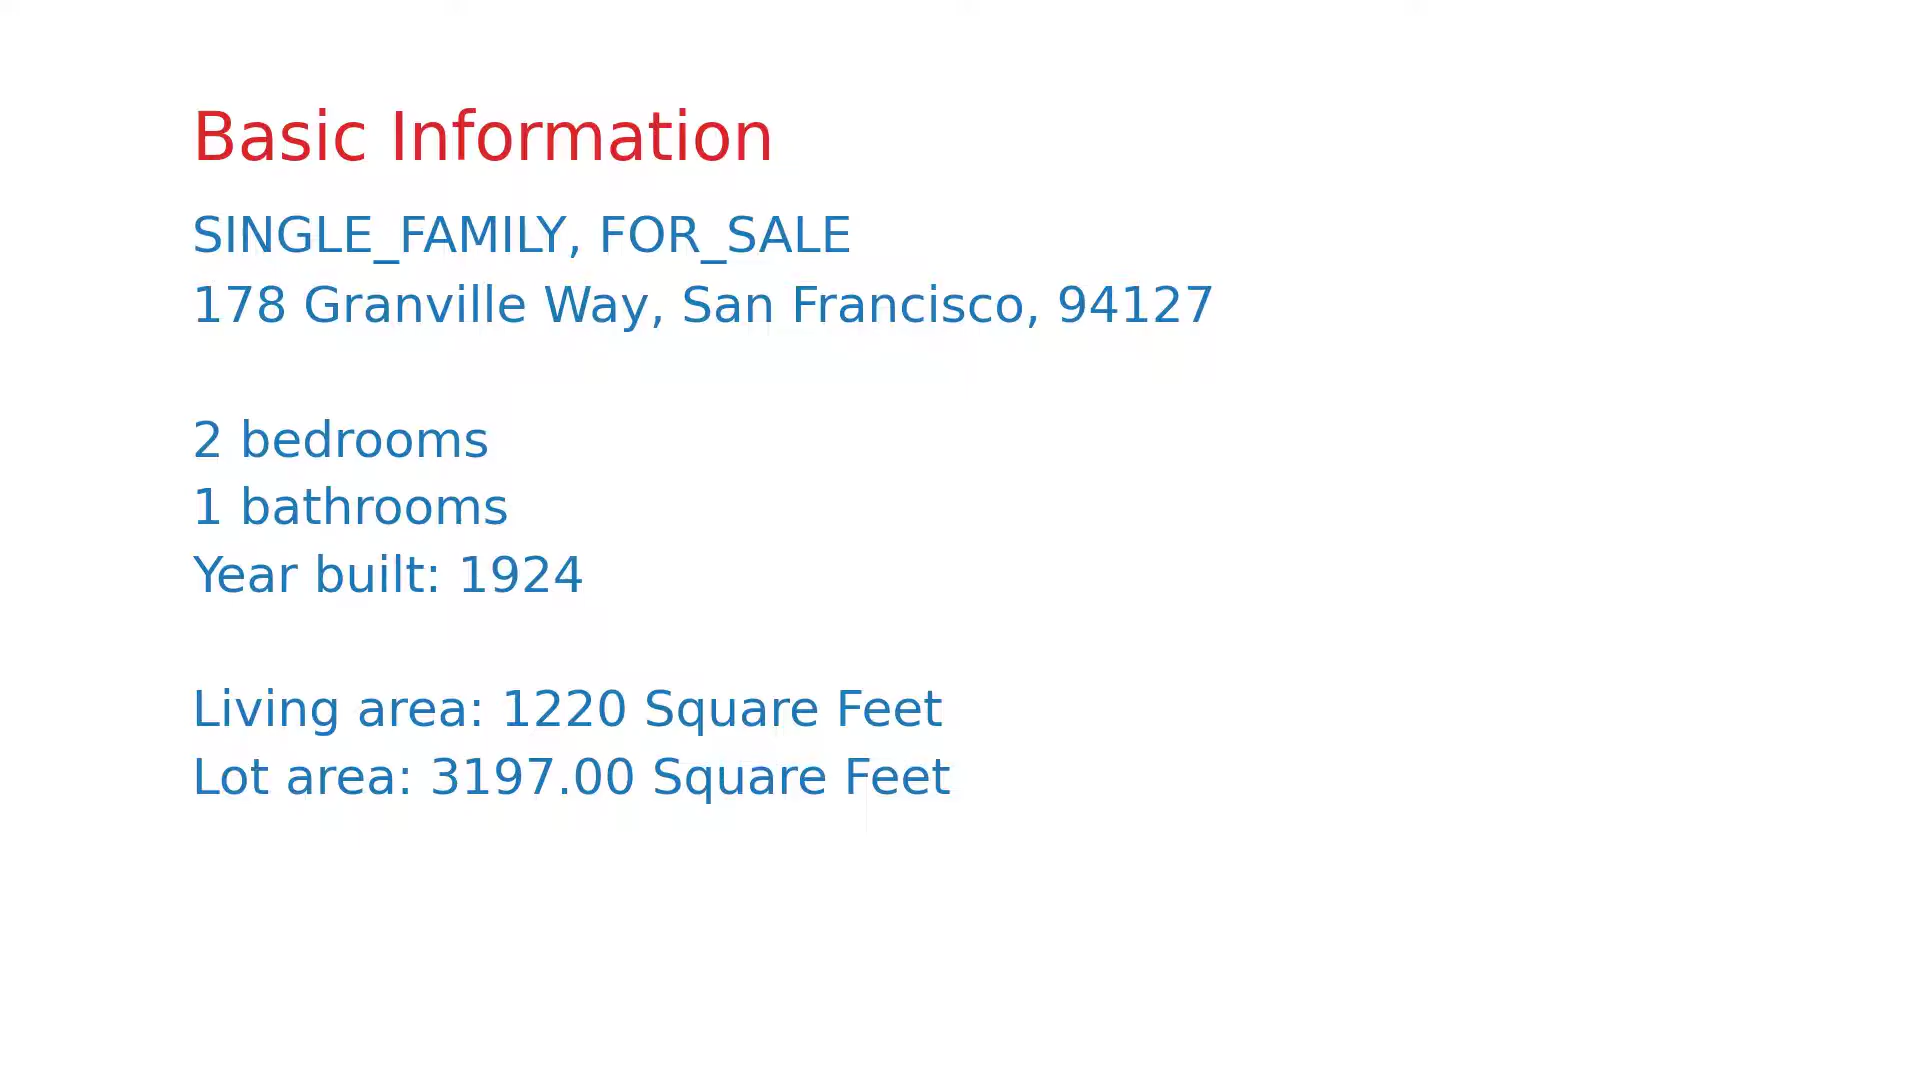 Basic Information
SINGLE_FAMILY, FOR_SALE
178 Granville Way, San Francisco, 94127
2 bedrooms
1 bathrooms
Year built: 1924
Living area: 1220 Square Feet
Lot area: 3197.00 Square Feet